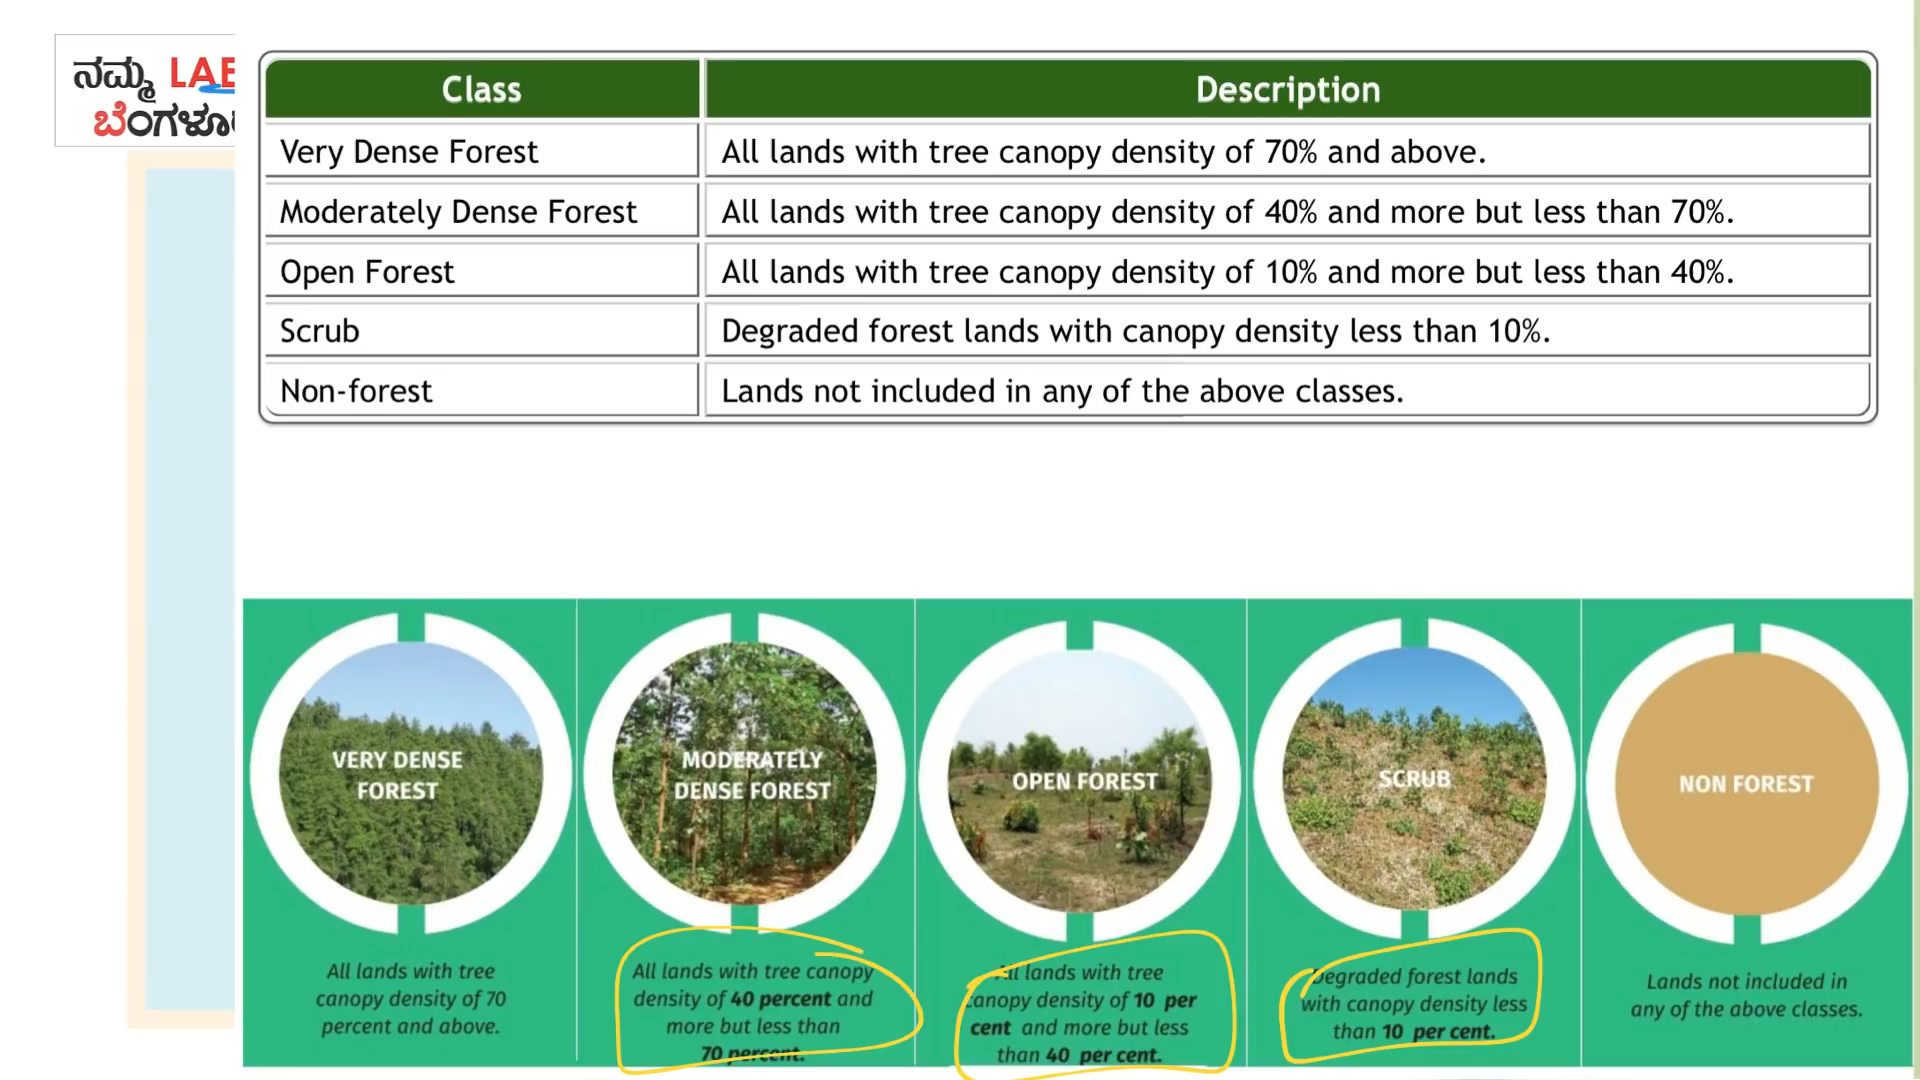 ನಮ್ಮ LAB
ಬೆಂಗಳೂರ
Class Description
Very Dense Forest All lands with tree canopy density of 70% and above.
Moderately Dense Forest All lands with tree canopy density of 40% and more but less than 70%.
Open Forest All lands with tree canopy density of 10% and more but less than 40%.
Scrub Degraded forest lands with canopy density less than 10%.
Non-forest Lands not included in any of the above classes.
VERY DENSE
FOREST
All lands with tree
canopy density of 70
percent and above.
MODERATELY
DENSE FOREST
All lands with tree canopy
density of 40 percent and
more but less than
70 percent.
OPEN FOREST
All lands with tree
canopy density of 10 per
cent and more but less
than 40 per cent.
SCRUB
Degraded forest lands
with canopy density less
than 10 per cent.
NON FOREST
Lands not included in
any of the above classes.